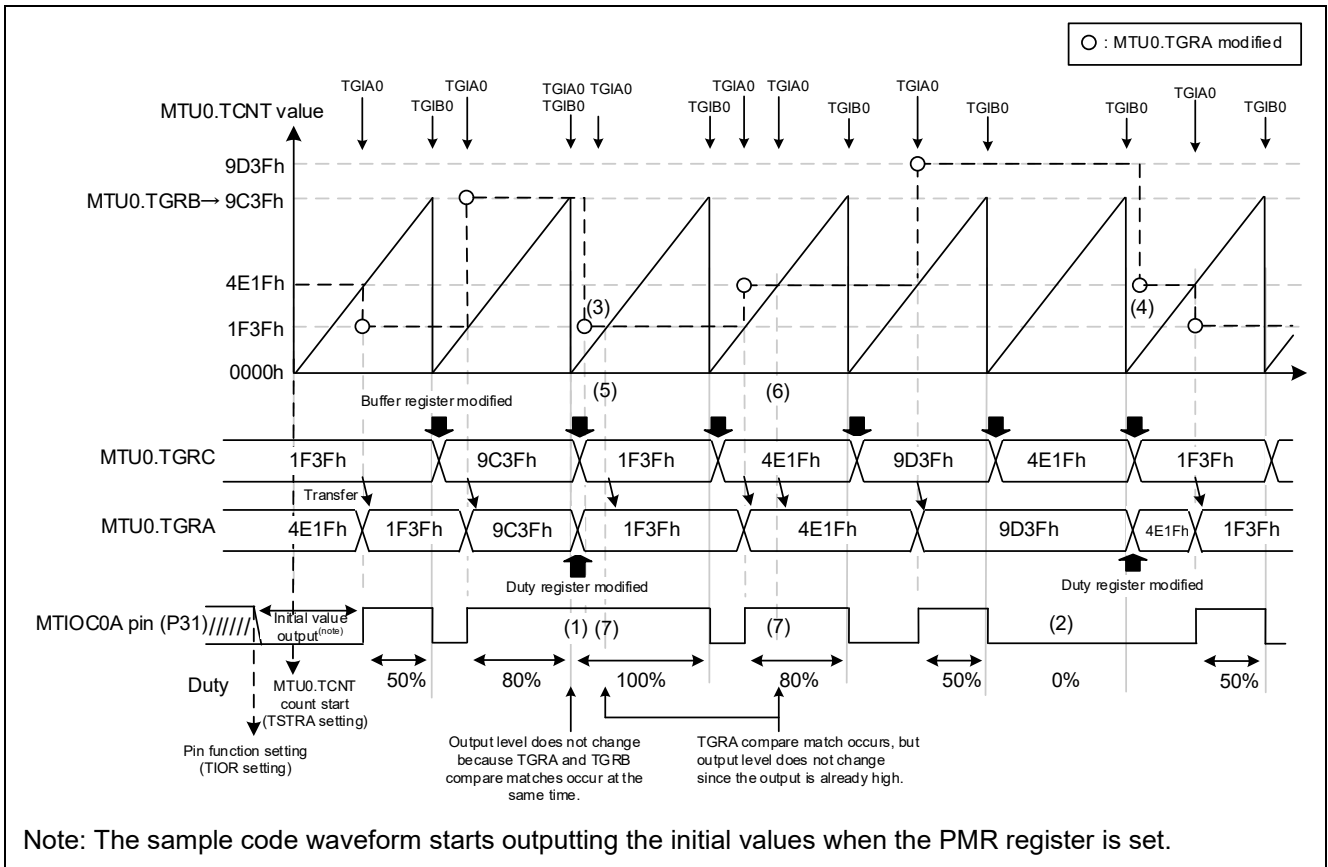 : MTU0.TGRA modified
TGIA0
TGIA0
TGIA0 TGIA0
TGIA0
TGIA0
TGIA0
MTU0.TCNT value
TGIB0
TGIB0
TGIB0
TGIB0
TGIB0
TGIB0
TGIB0
9D3Fh
MTU0.TGRB→ 9C3Fh
4E1Fh
(3)
(4)
1F3Fh
0000h
(5)
(6)
Buffer register modified
MTU0.TGRC
1F3Fh
9C3Fh
1F3Fh
4E1Fh
9D3Fh
4E1Fh
1F3Fh
Transfer
MTU0.TGRA
4E1Fh
1F3Fh
9C3Fh
1F3Fh
4E1Fh
9D3Fh
4E1Fh
1F3Fh
Duty register modified
Duty register modified
MTIOC0A pin (P31)
Initial value
output(note)
(1) (7)
(7)
(2)
Duty
50%
80%
100%
80%
50%
0%
50%
MTU0.TCNT
count start
(TSTRA setting)
Pin function setting
(TIOR setting)
Output level does not change
because TGRA and TGRB
compare matches occur at the
same time.
TGRA compare match occurs, but
output level does not change
since the output is already high.
Note: The sample code waveform starts outputting the initial values when the PMR register is set.